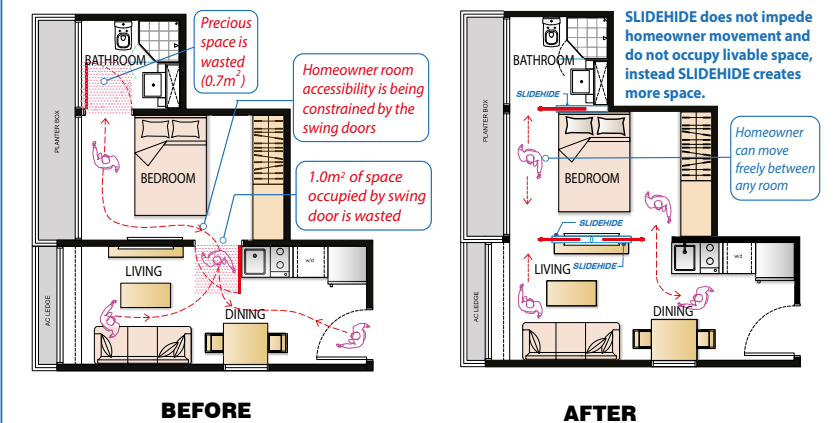 Precious
space is
wasted
(0.7m²)
BATHROOM
Homeowner room
accessibility is being
constrained by the
swing doors
PLANTER BOX
BEDROOM
1.0m² of space
occupied by swing
door is wasted
LIVING
w/d
AC LEDGE
DINING
BEFORE
SLIDEHIDE does not impede
homeowner movement and
do not occupy livable space,
instead SLIDEHIDE creates
more space.
BATHROOM
SLIDEHIDE
PLANTER BOX
Homeowner
can move
freely between
any room
BEDROOM
SLIDEHIDE
LIVING
SLIDEHIDE
w/d
AC LEDGE
DINING
AFTER